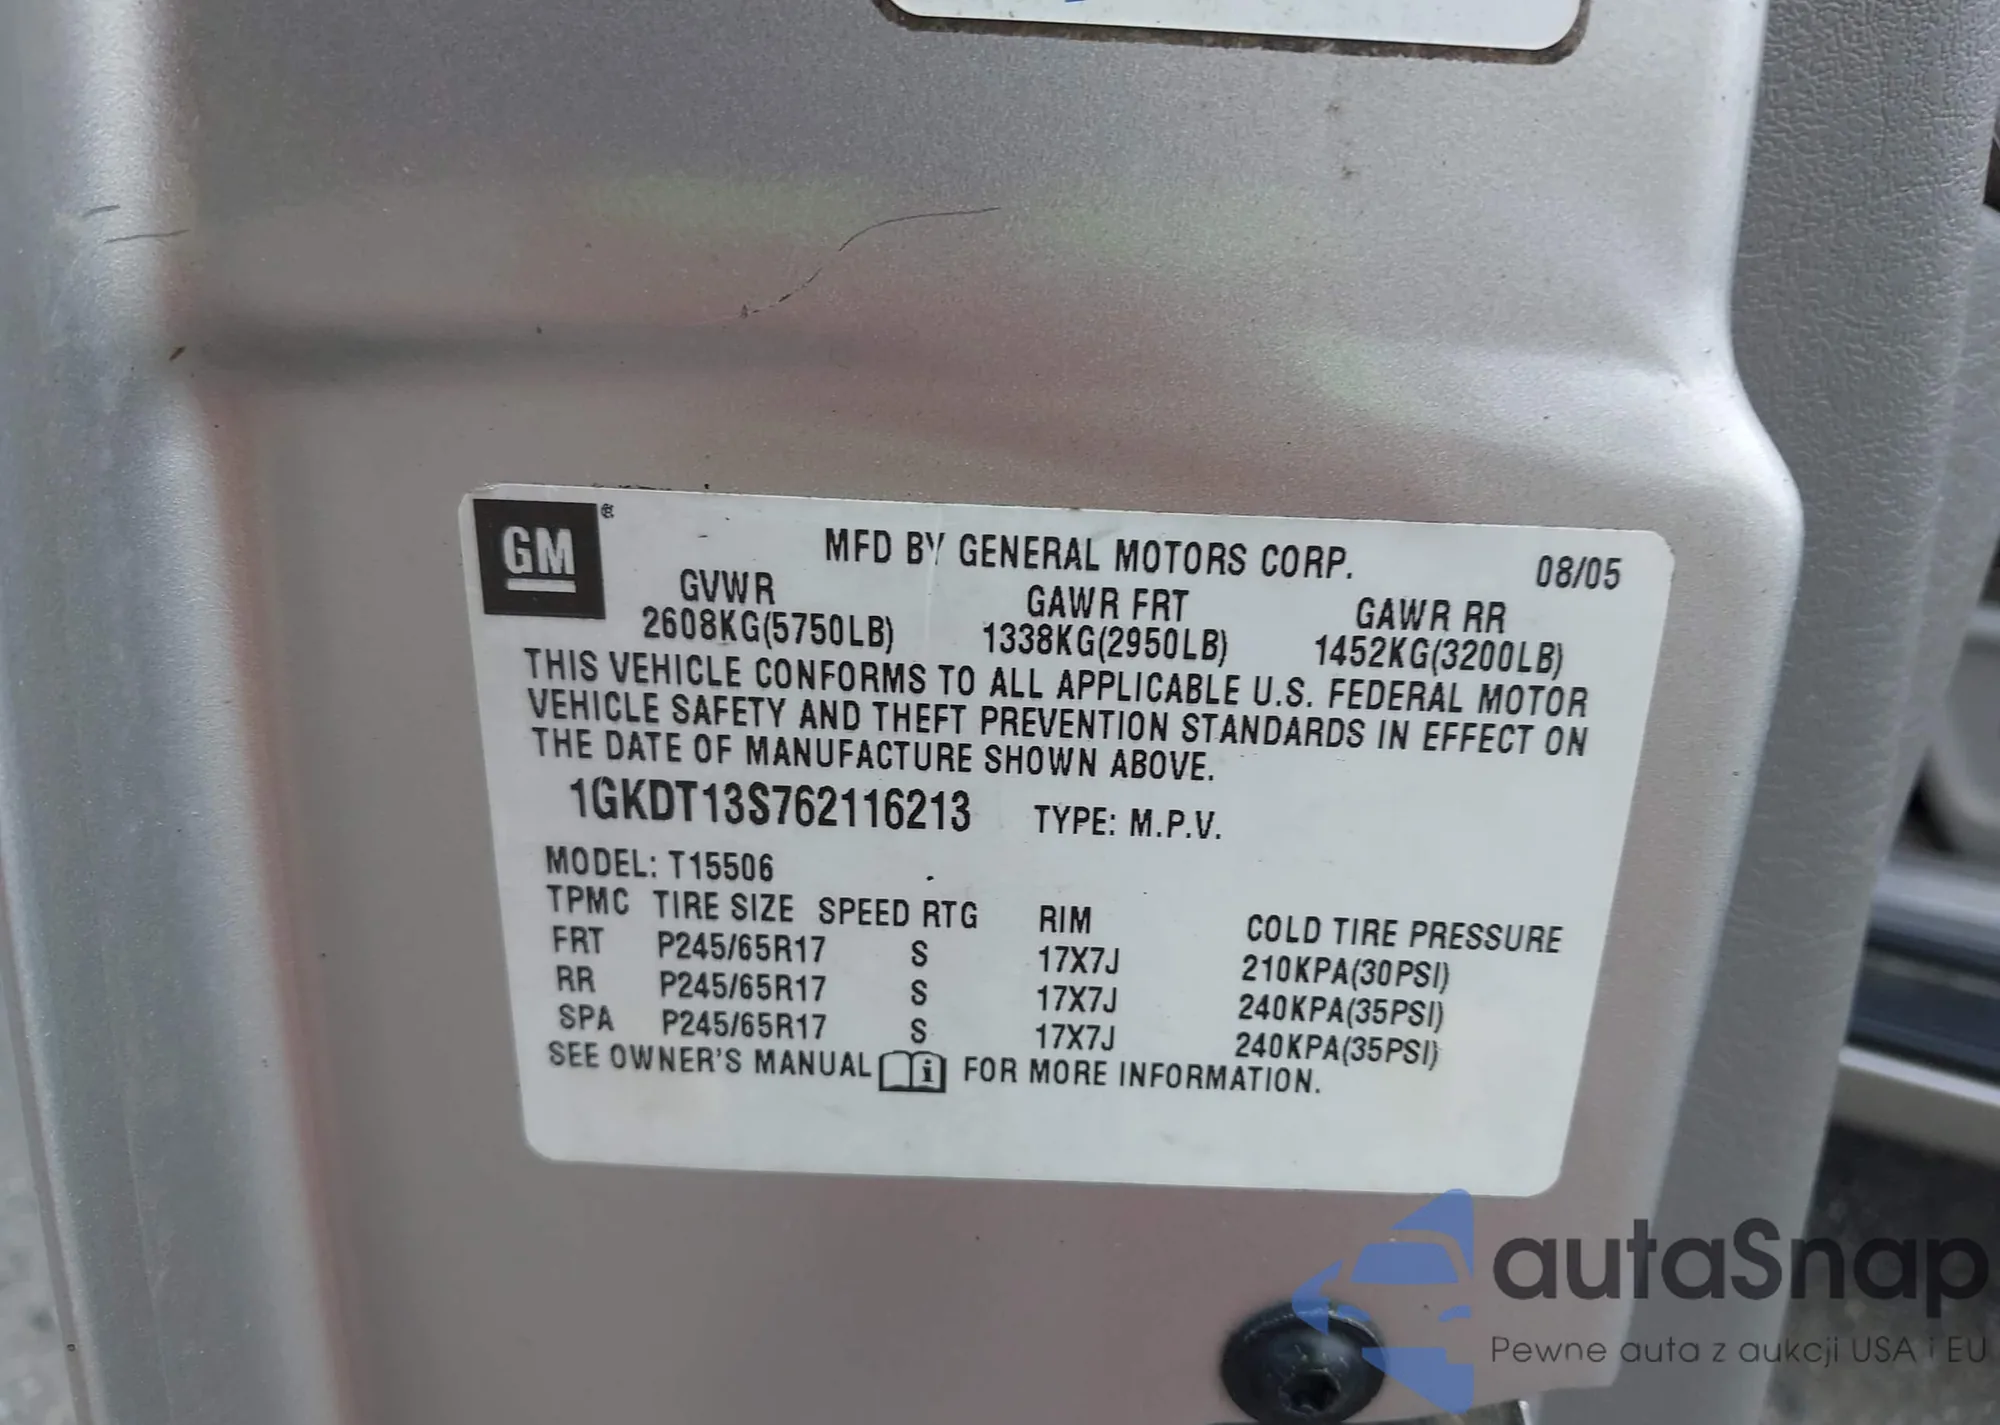 GM
MFD BY GENERAL MOTORS CORP. 08/05
GVWR GAWR FRT GAWR RR
2608KG(5750LB) 1338KG(2950LB) 1452KG(3200LB)
THIS VEHICLE CONFORMS TO ALL APPLICABLE U.S. FEDERAL MOTOR
VEHICLE SAFETY AND THEFT PREVENTION STANDARDS IN EFFECT ON
THE DATE OF MANUFACTURE SHOWN ABOVE.
1GKDT13S762116213 TYPE: M.P.V.
MODEL: T15506
TPMC TIRE SIZE SPEED RTG RIM COLD TIRE PRESSURE
FRT P245/65R17 S 17X7J 210KPA(30PSI)
RR P245/65R17 S 17X7J 240KPA(35PSI)
SPA P245/65R17 S 17X7J 240KPA(35PSI)
SEE OWNER'S MANUAL i FOR MORE INFORMATION.
autaSnap
Pewne auta z aukcji USA i EU